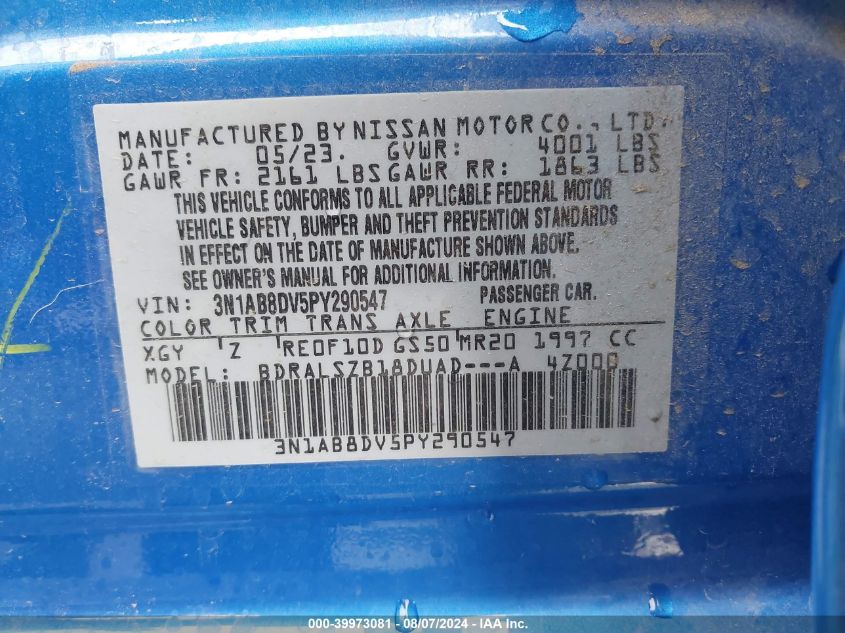 MANUFACTURED BY NISSAN MOTOR CO., LTD.
DATE: 05/23. GVWR: 4001 LBS
GAWR FR: 2161 LBS GAWR RR: 1863 LBS
THIS VEHICLE CONFORMS TO ALL APPLICABLE FEDERAL MOTOR
VEHICLE SAFETY, BUMPER AND THEFT PREVENTION STANDARDS
IN EFFECT ON THE DATE OF MANUFACTURE SHOWN ABOVE.
SEE OWNER'S MANUAL FOR ADDITIONAL INFORMATION.
VIN: 3N1AB8DV5PY290547 PASSENGER CAR.
COLOR TRIM TRANS AXLE ENGINE
XGY Z RE0F10D GS50 MR20 1997 CC
MODEL: BDRALSZB18DUAD---A 4Z000
3N1AB8DV5PY290547
000-39973081 - 08/07/2024 - IAA Inc.